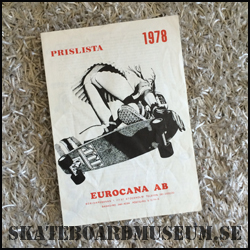 PRISLISTA
1978
EUROCANA AB
SKATEBOARDMUSEUM.SE